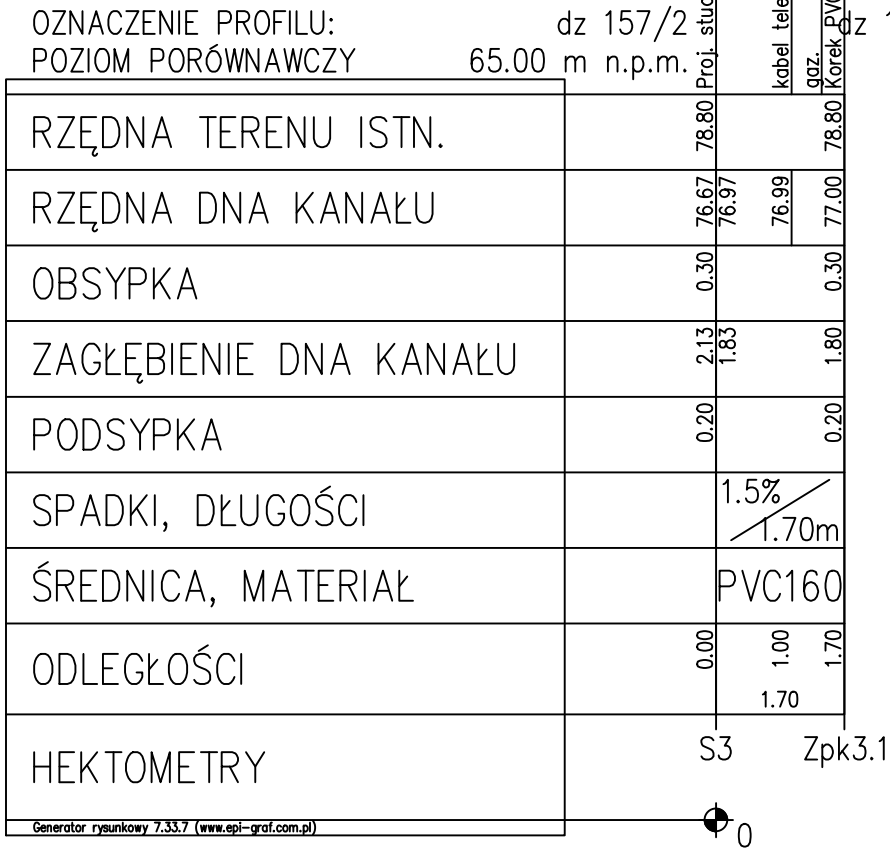 OZNACZENIE PROFILU: dz 157/2 dz
POZIOM PORÓWNAWCZY 65.00 m n.p.m.
Proj.
kabel
gaz.
Korek
RZĘDNA TERENU ISTN. 78.80 78.80
RZĘDNA DNA KANAŁU 76.67 76.97 76.99 77.00
OBSYPKA 0.30 0.30
ZAGŁĘBIENIE DNA KANAŁU 2.13 1.83 1.80
PODSYPKA 0.20 0.20
SPADKI, DŁUGOŚCI 1.5% 1.70m
ŚREDNICA, MATERIAŁ PVC160
ODLEGŁOŚCI 0.00 1.00 1.70
1.70
S3 Zpk3.1
HEKTOMETRY
Generator rysunkowy 7.33.7 (www.epi-graf.com.pl)
0